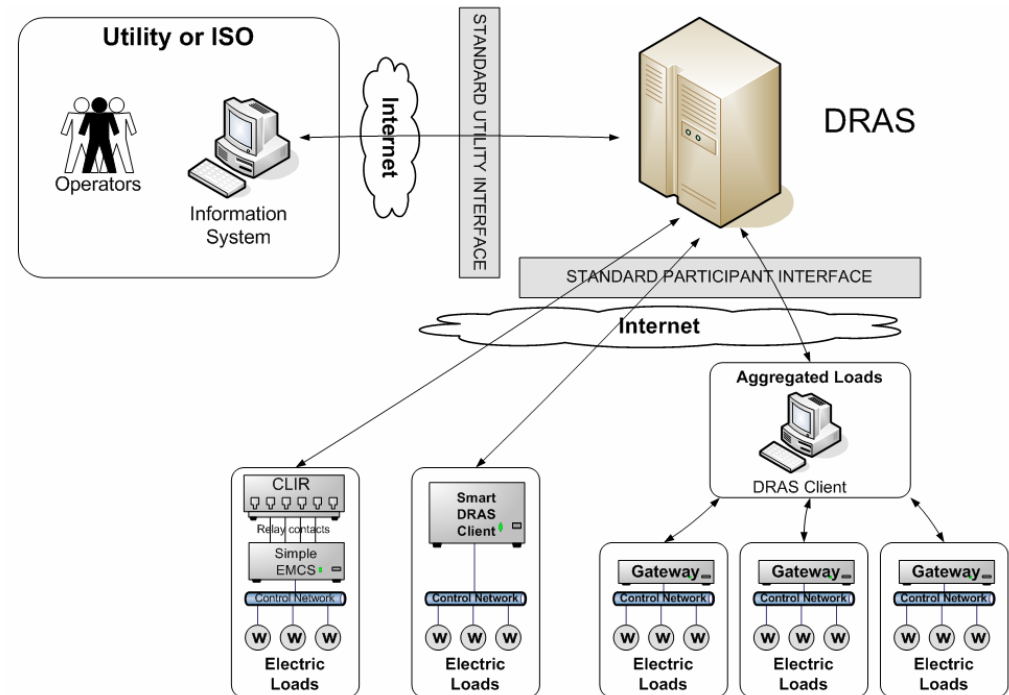 Utility or ISO
Operators
Information
System
Internet
STANDARD UTILITY INTERFACE
DRAS
STANDARD PARTICIPANT INTERFACE
Internet
Aggregated Loads
DRAS Client
CLIR
Relay contacts
Simple
EMCS
Control Network
W W W
Electric
Loads
Smart
DRAS
Client
Control Network
W W W
Electric
Loads
Gateway
Control Network
W W W
Electric
Loads
Gateway
Control Network
W W W
Electric
Loads
Gateway
Control Network
W W W
Electric
Loads